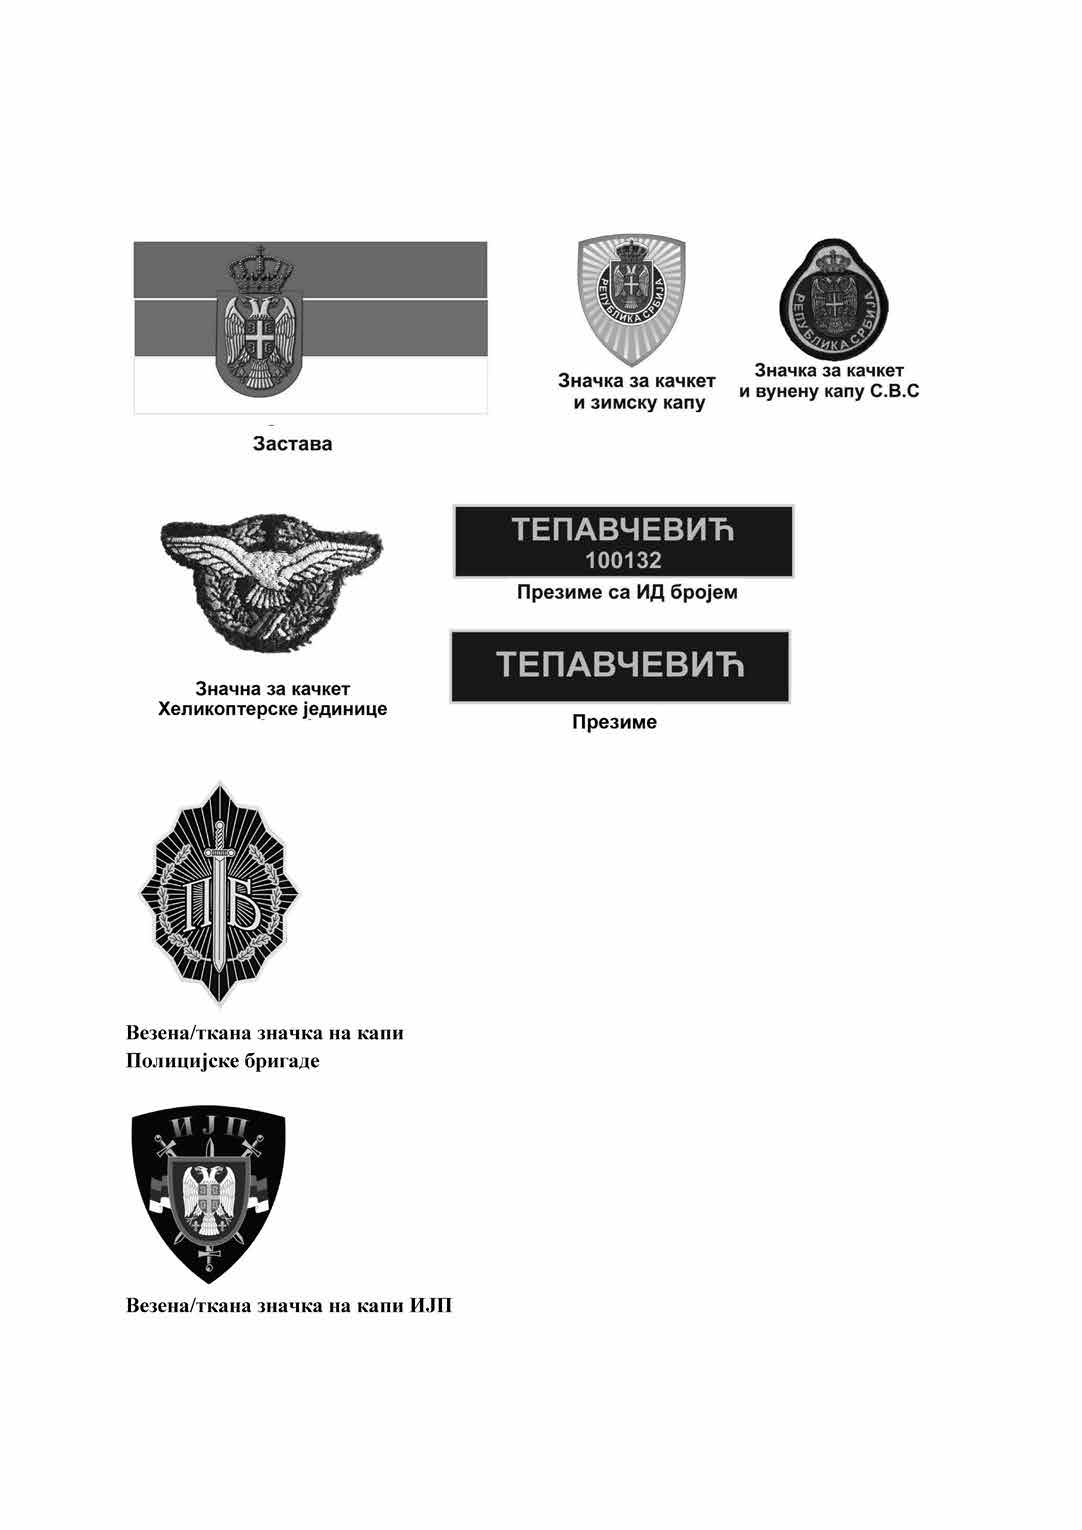 РЕПУБЛИКА СРБИЈА
РЕПУБЛИКА СРБИЈА
Значка за качкет
и зимску капу
Значка за качкет
и вунену капу С.В.С
Застава
ТЕПАВЧЕВИЋ
100132
Презиме са ИД бројем
ТЕПАВЧЕВИЋ
Презиме
Значна за качкет
Хеликоптерске јединице
ПБ
Везена/ткана значка на капи
Полицијске бригаде
ИЈП
Везена/ткана значка на капи ИЈП